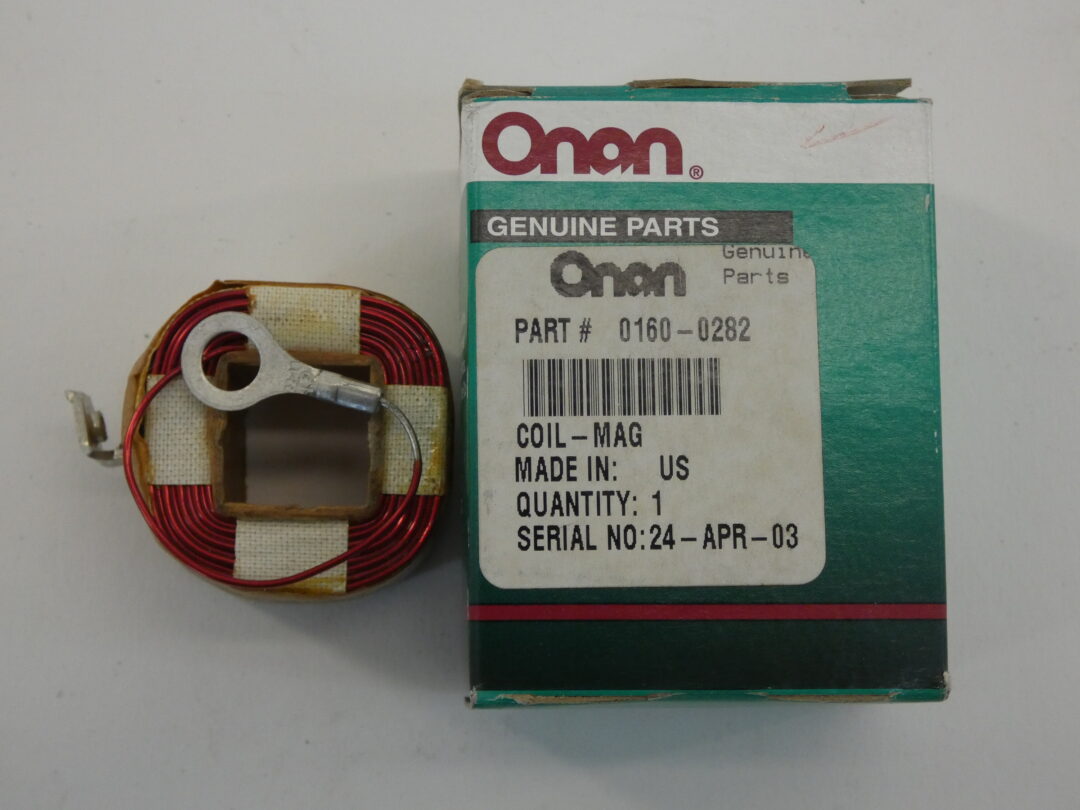 Onan®
GENUINE PARTS
Onan Genuine
Parts
PART # 0160-0282
COIL-MAG
MADE IN: US
QUANTITY: 1
SERIAL NO:24-APR-03